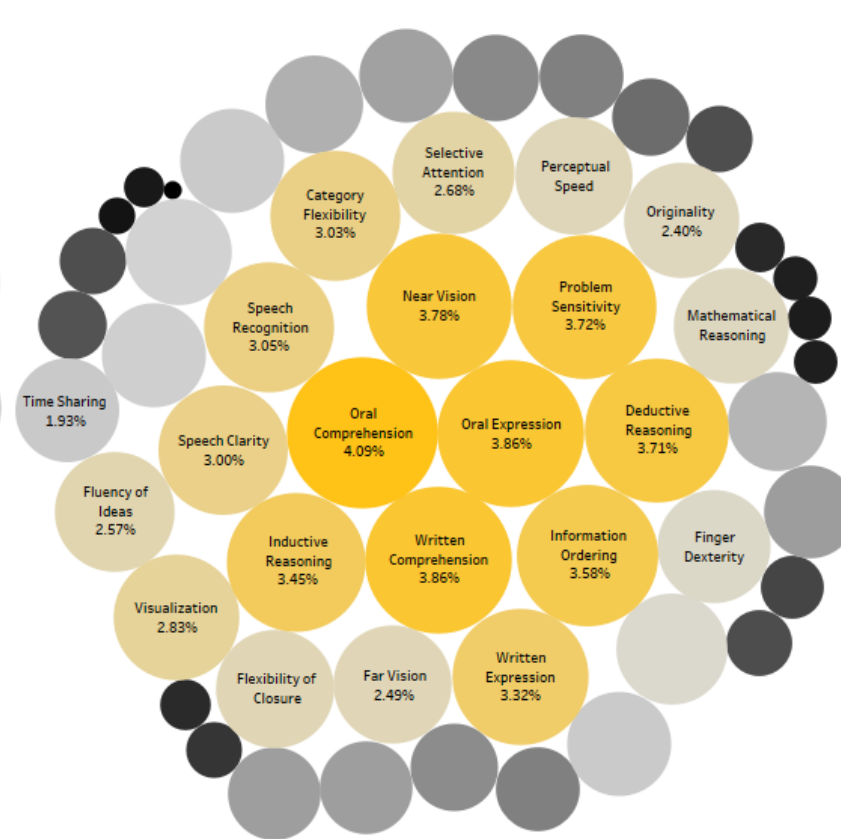 Selective
Attention
2.68%
Perceptual
Speed
Category
Flexibility
3.03%
Originality
2.40%
Near Vision
3.78%
Problem
Sensitivity
3.72%
Speech
Recognition
3.05%
Mathematical
Reasoning
Time Sharing
1.93%
Oral
Comprehension
4.09%
Oral Expression
3.86%
Deductive
Reasoning
3.71%
Speech Clarity
3.00%
Fluency of
Ideas
2.57%
Inductive
Reasoning
3.45%
Written
Comprehension
3.86%
Information
Ordering
3.58%
Finger
Dexterity
Visualization
2.83%
Flexibility of
Closure
Far Vision
2.49%
Written
Expression
3.32%